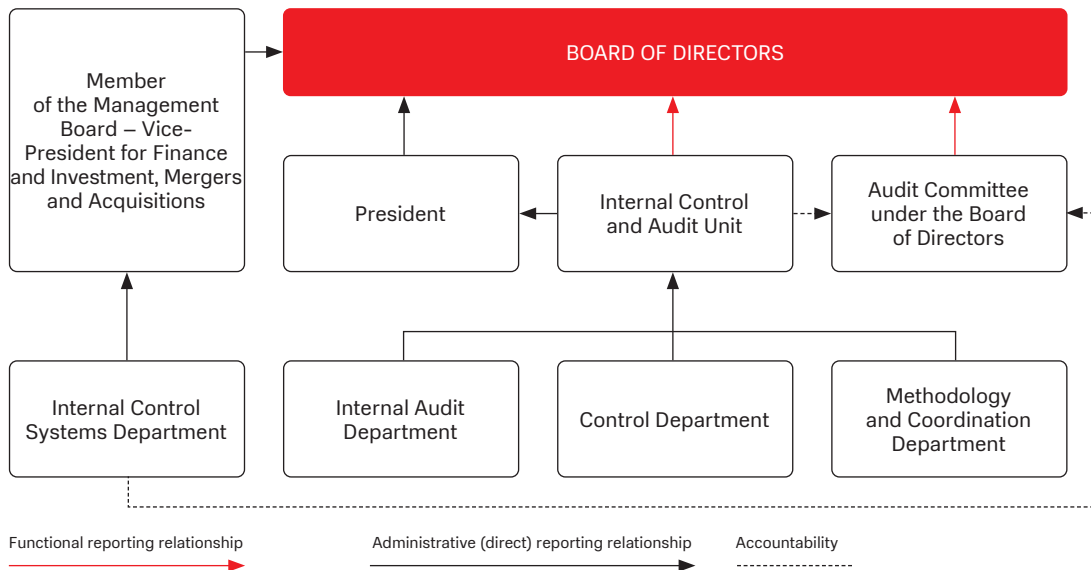 BOARD OF DIRECTORS
Member
of the Management
Board – Vice-
President for Finance
and Investment, Mergers
and Acquisitions
President
Internal Control
and Audit Unit
Audit Committee
under the Board
of Directors
Internal Control
Systems Department
Internal Audit
Department
Control Department
Methodology
and Coordination
Department
Functional reporting relationship
Administrative (direct) reporting relationship
Accountability